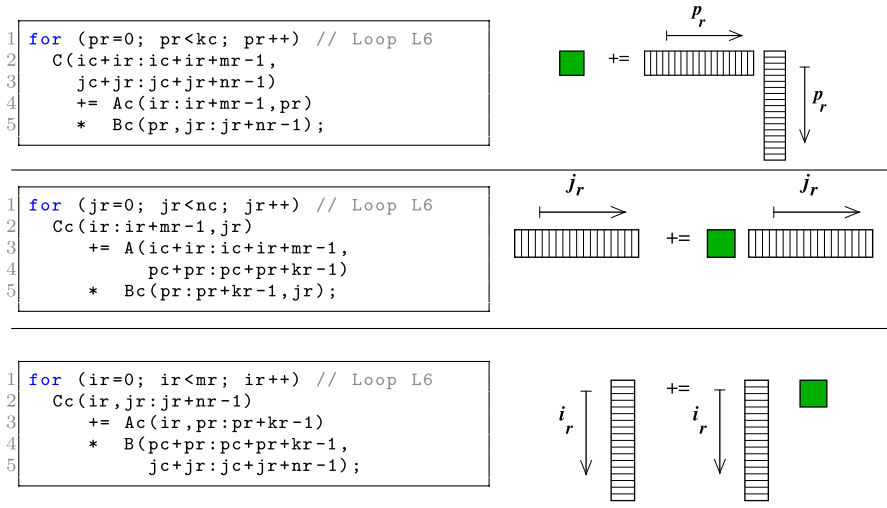 1 for (pr=0; pr<kc; pr++) // Loop L6
2 C(ic+ir:ic+ir+mr-1,
3 jc+jr:jc+jr+nr-1)
4 += Ac(ir:ir+mr-1,pr)
5 * Bc(pr,jr:jr+nr-1);
p_r
+=
p_r
1 for (jr=0; jr<nc; jr++) // Loop L6
2 Cc(ir:ir+mr-1,jr)
3 += A(ic+ir:ic+ir+mr-1,
4 pc+pr:pc+pr+kr-1)
5 * Bc(pr:pr+kr-1,jr);
j_r
+=
j_r
1 for (ir=0; ir<mr; ir++) // Loop L6
2 Cc(ir,jr:jr+nr-1)
3 += Ac(ir,pr:pr+kr-1)
4 * B(pc+pr:pc+pr+kr-1,
5 jc+jr:jc+jr+nr-1);
i_r
+=
i_r